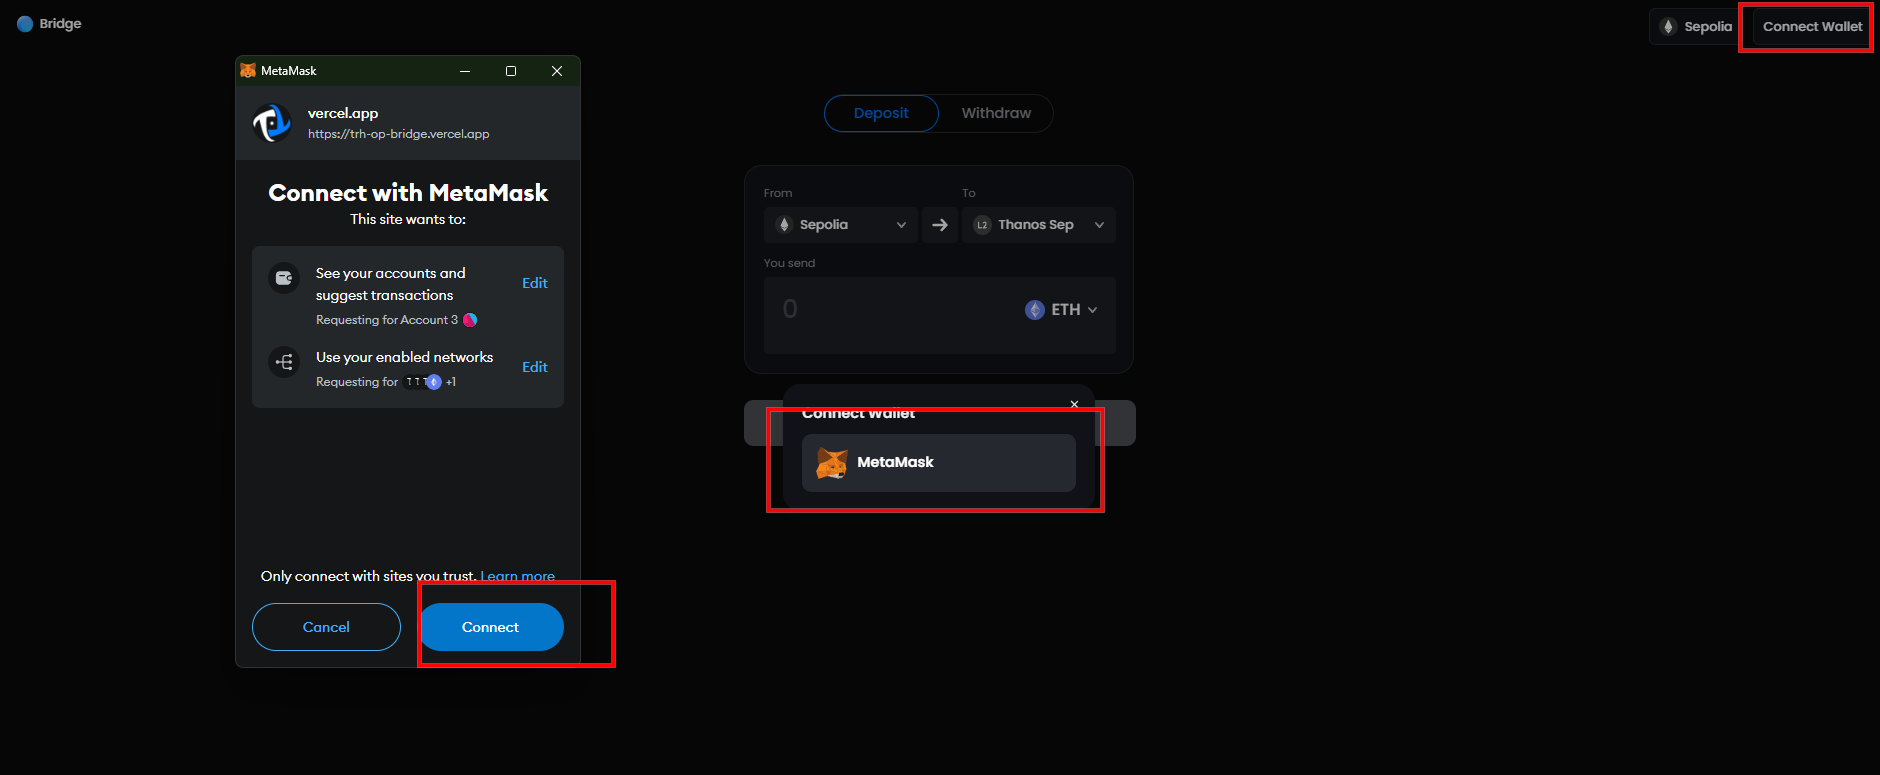 Bridge
Sepolia
Connect Wallet
MetaMask
vercel.app
https://trh-op-bridge.vercel.app
Connect with MetaMask
This site wants to:
See your accounts and
suggest transactions
Edit
Requesting for Account 3
Use your enabled networks
Edit
Requesting for T T T +1
Only connect with sites you trust. Learn more
Cancel
Connect
Deposit
Withdraw
From
To
Sepolia
L2 Thanos Sep
You send
0
ETH
Connect Wallet
MetaMask